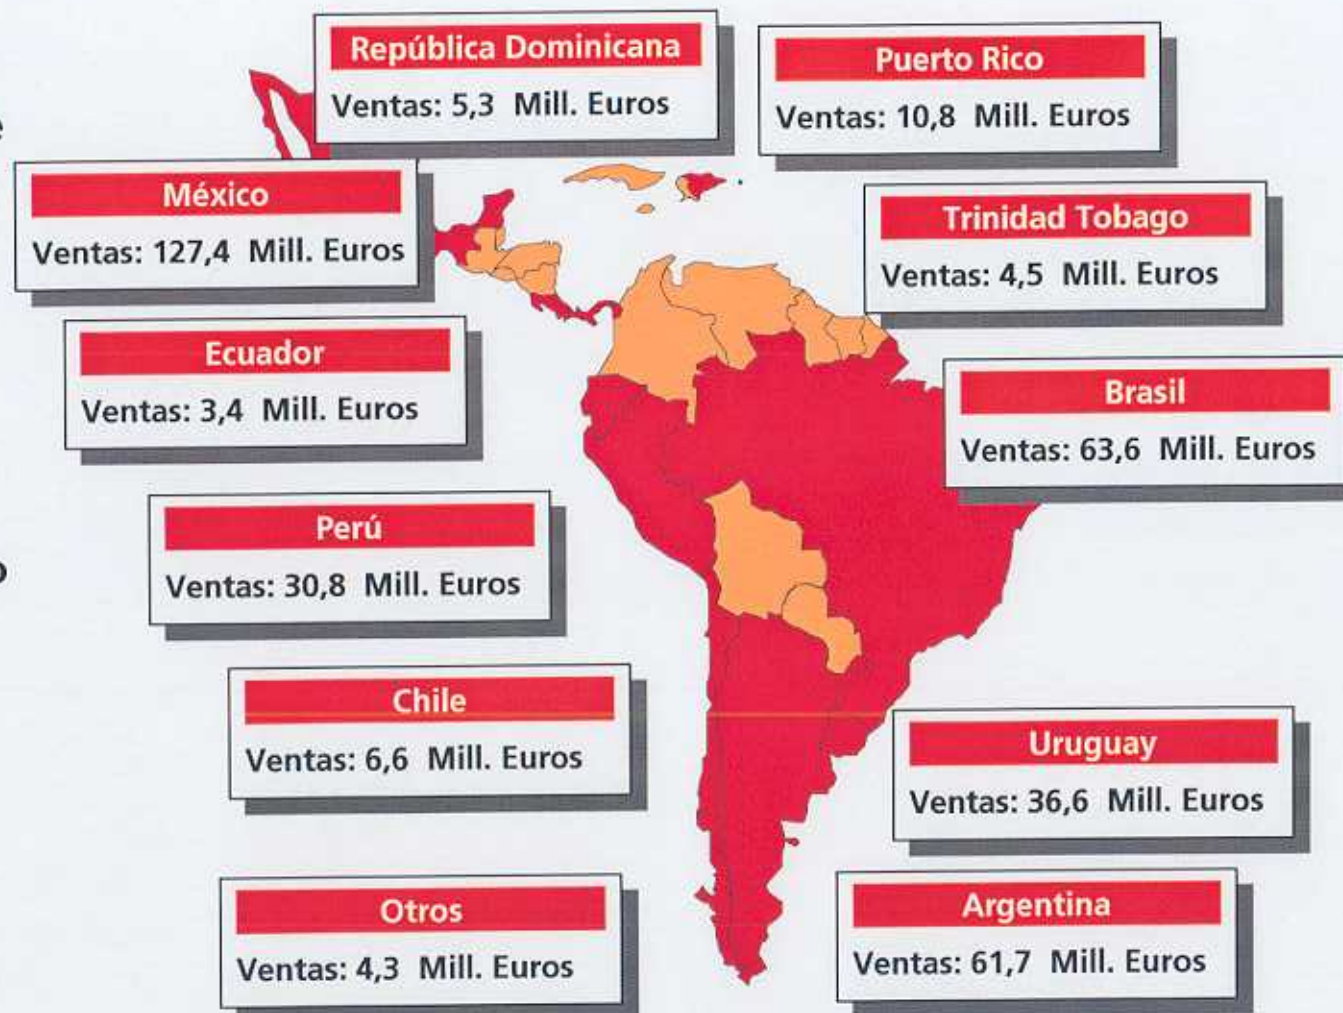 República Dominicana
Ventas: 5,3 Mill. Euros
Puerto Rico
Ventas: 10,8 Mill. Euros
México
Ventas: 127,4 Mill. Euros
Trinidad Tobago
Ventas: 4,5 Mill. Euros
Ecuador
Ventas: 3,4 Mill. Euros
Brasil
Ventas: 63,6 Mill. Euros
Perú
Ventas: 30,8 Mill. Euros
Chile
Ventas: 6,6 Mill. Euros
Uruguay
Ventas: 36,6 Mill. Euros
Otros
Ventas: 4,3 Mill. Euros
Argentina
Ventas: 61,7 Mill. Euros